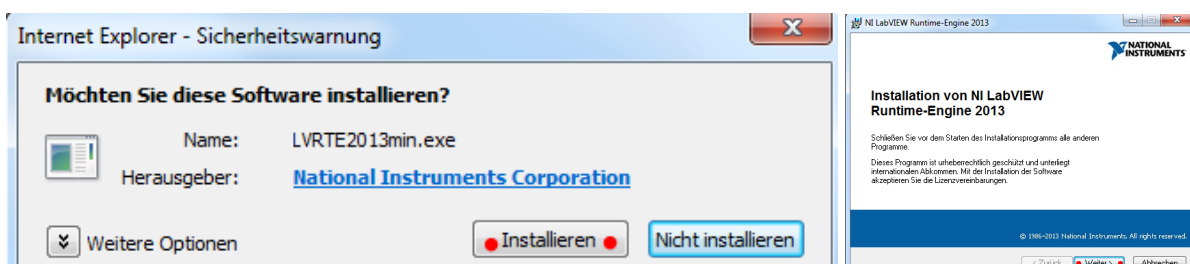 Internet Explorer - Sicherheitswarnung
Möchten Sie diese Software installieren?
Name: LVRTE2013min.exe
Herausgeber: National Instruments Corporation
Weitere Optionen
Installieren
Nicht installieren
NI LabVIEW Runtime-Engine 2013
NATIONAL
INSTRUMENTS
Installation von NI LabVIEW
Runtime-Engine 2013
Schließen Sie vor dem Starten des Installationsprogramms alle anderen
Programme.
Dieses Programm ist urheberrechtlich geschützt und unterliegt
internationalen Abkommen. Mit der Installation der Software
akzeptieren Sie die Lizenzvereinbarungen.
© 1986-2013 National Instruments. All rights reserved.
< Zurück
Weiter >
Abbrechen